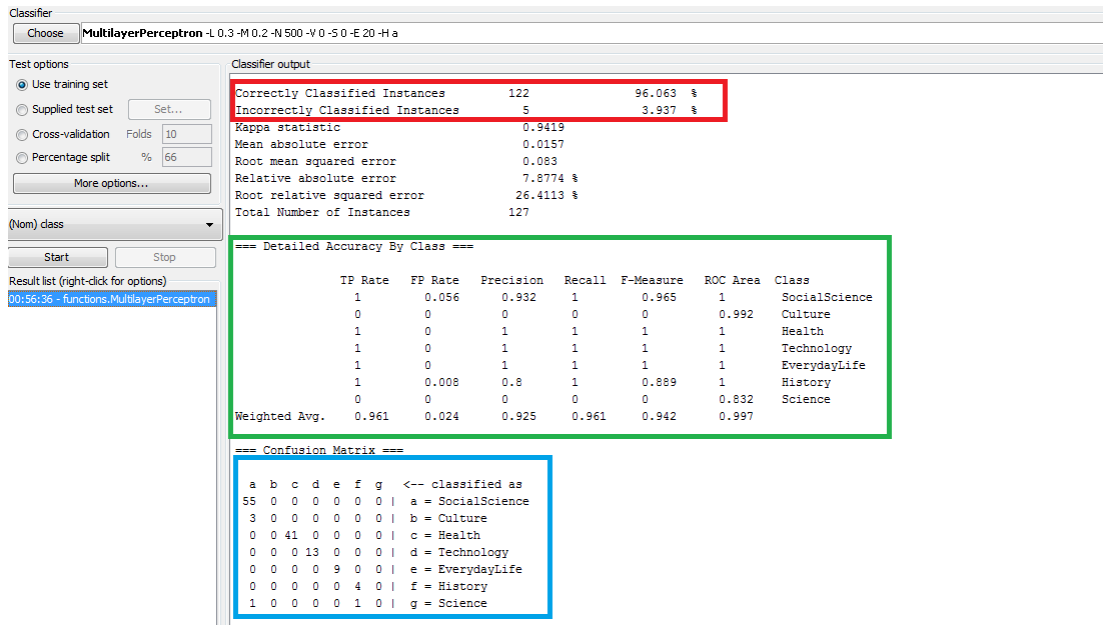 Classifier
Choose MultilayerPerceptron -L 0.3 -M 0.2 -N 500 -V 0 -S 0 -E 20 -H a
Test options
Use training set
Supplied test set Set...
Cross-validation Folds 10
Percentage split % 66
More options...
(Nom) class
Start Stop
Result list (right-click for options)
00:56:36 - functions.MultilayerPerceptron
Classifier output
Correctly Classified Instances 122 96.063 %
Incorrectly Classified Instances 5 3.937 %
Kappa statistic 0.9419
Mean absolute error 0.0157
Root mean squared error 0.083
Relative absolute error 7.8774 %
Root relative squared error 26.4113 %
Total Number of Instances 127
=== Detailed Accuracy By Class ===
TP Rate FP Rate Precision Recall F-Measure ROC Area Class
1 0.056 0.932 1 0.965 1 SocialScience
0 0 0 0 0 0.992 Culture
1 0 1 1 1 1 Health
1 0 1 1 1 1 Technology
1 0 1 1 1 1 EverydayLife
1 0.008 0.8 1 0.889 1 History
0 0 0 0 0 0.832 Science
Weighted Avg. 0.961 0.024 0.925 0.961 0.942 0.997
=== Confusion Matrix ===
a b c d e f g <-- classified as
55 0 0 0 0 0 0 | a = SocialScience
3 0 0 0 0 0 0 | b = Culture
0 0 41 0 0 0 0 | c = Health
0 0 0 13 0 0 0 | d = Technology
0 0 0 0 9 0 0 | e = EverydayLife
0 0 0 0 0 4 0 | f = History
1 0 0 0 0 1 0 | g = Science